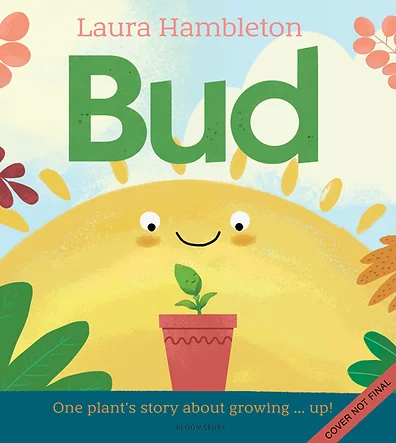 Laura Hambleton
Bud
One plant's story about growing ... up!
BLOOMSBURY
COVER NOT FINAL